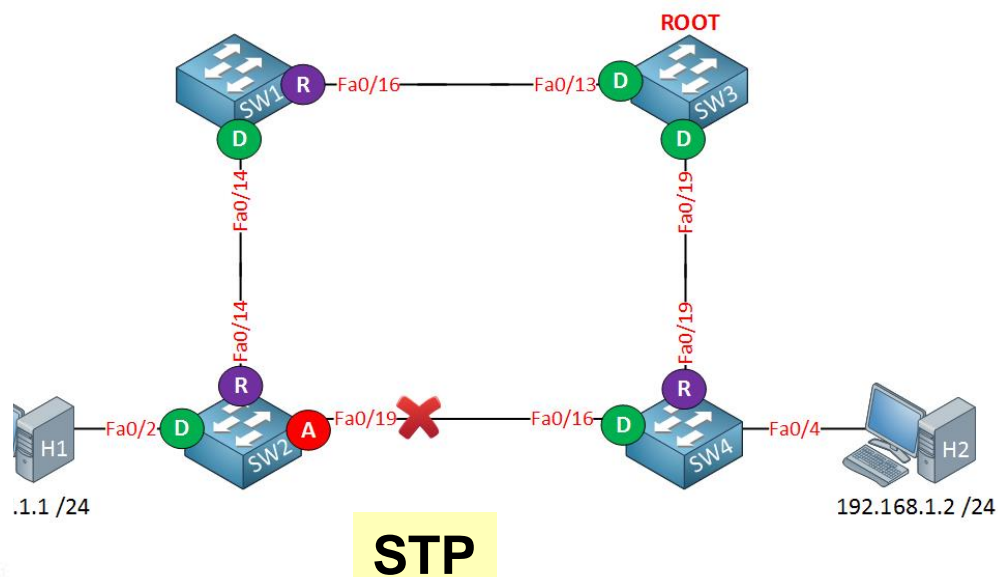 ROOT
R
Fa0/16
Fa0/13
D
SW1
SW3
D
D
Fa0/14
Fa0/19
Fa0/14
Fa0/19
R
R
H1
Fa0/2
D
A
Fa0/19
Fa0/16
D
Fa0/4
H2
SW2
SW4
.1.1 /24
192.168.1.2 /24
STP